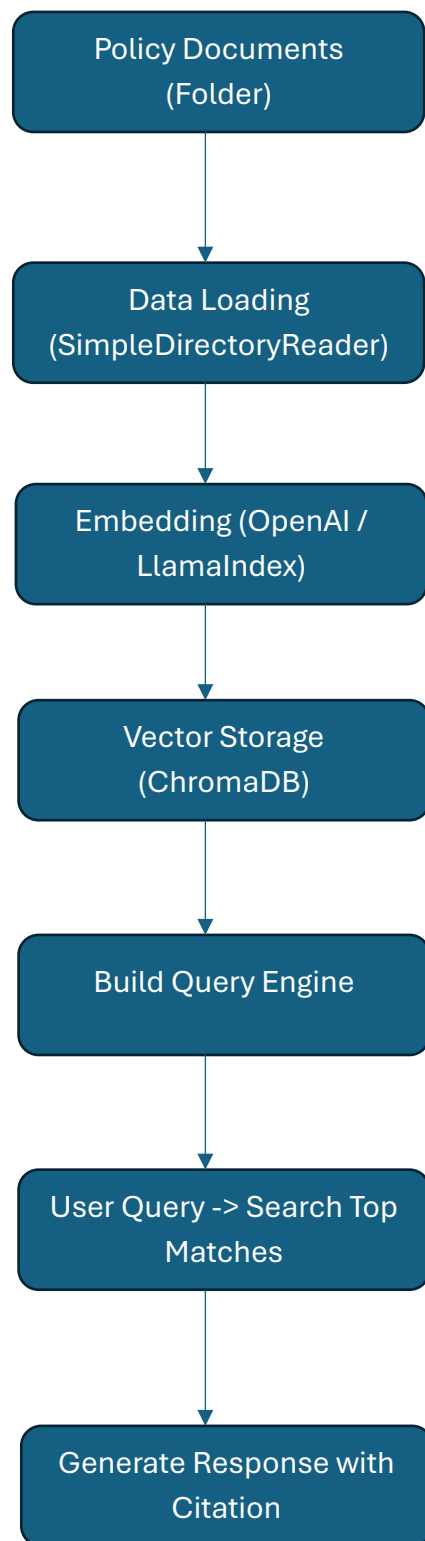 Policy Documents
(Folder)
Data Loading
(SimpleDirectoryReader)
Embedding (OpenAI /
LlamaIndex)
Vector Storage
(ChromaDB)
Build Query Engine
User Query -> Search Top
Matches
Generate Response with
Citation